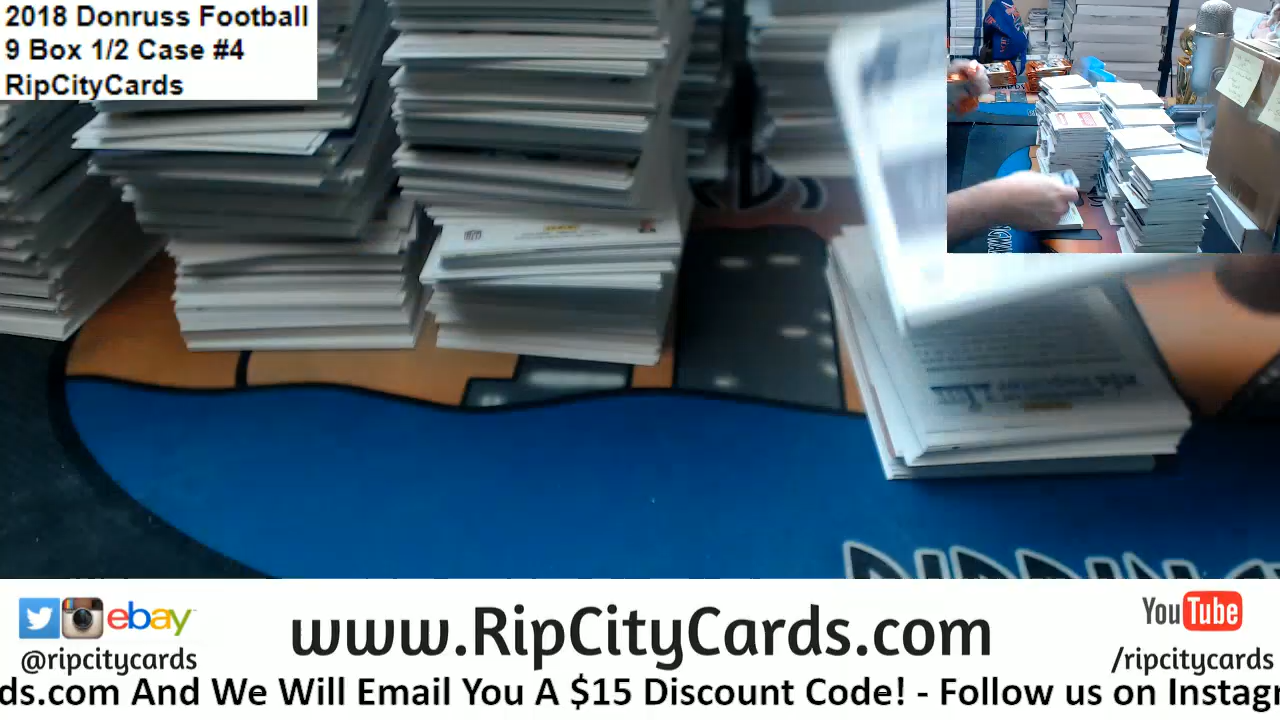 2018 Donruss Football
9 Box 1/2 Case #4
RipCityCards
ebay
@ripcitycards
www.RipCityCards.com
YouTube
/ripcitycards
ds.com And We Will Email You A $15 Discount Code! - Follow us on Instagr